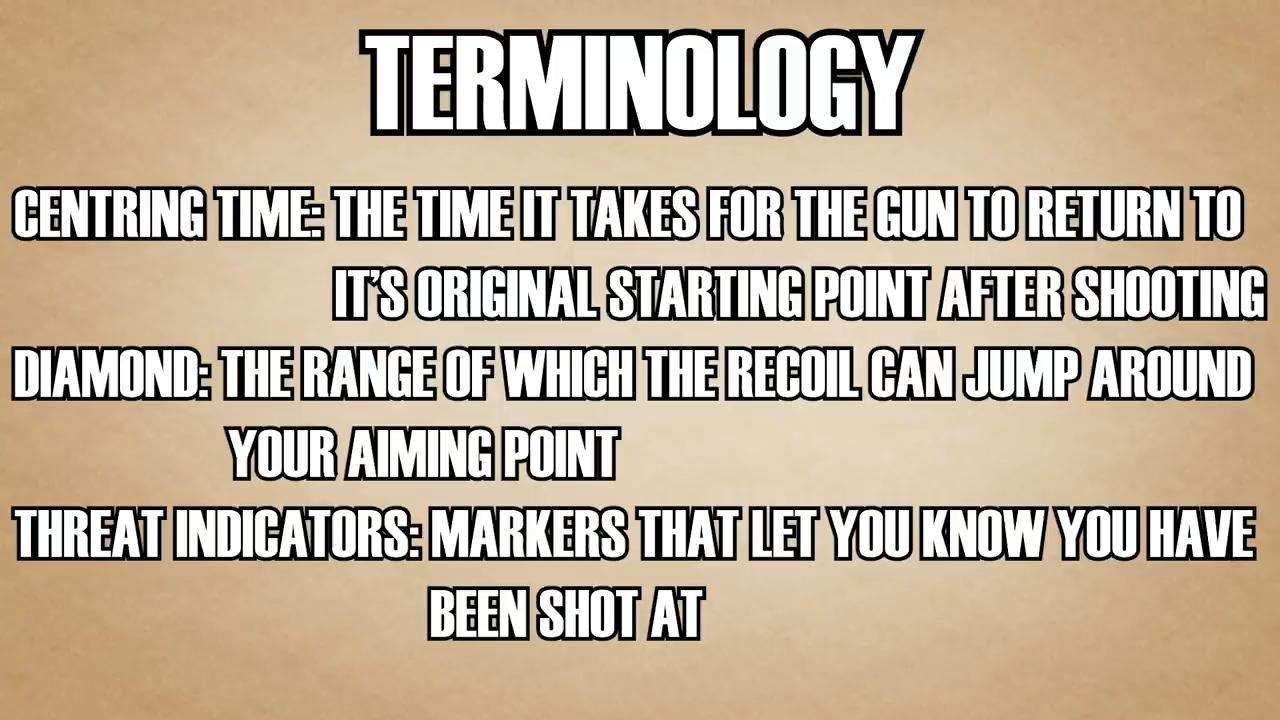 TERMINOLOGY
CENTRING TIME: THE TIME IT TAKES FOR THE GUN TO RETURN TO
IT'S ORIGINAL STARTING POINT AFTER SHOOTING
DIAMOND: THE RANGE OF WHICH THE RECOIL CAN JUMP AROUND
YOUR AIMING POINT
THREAT INDICATORS: MARKERS THAT LET YOU KNOW YOU HAVE
BEEN SHOT AT